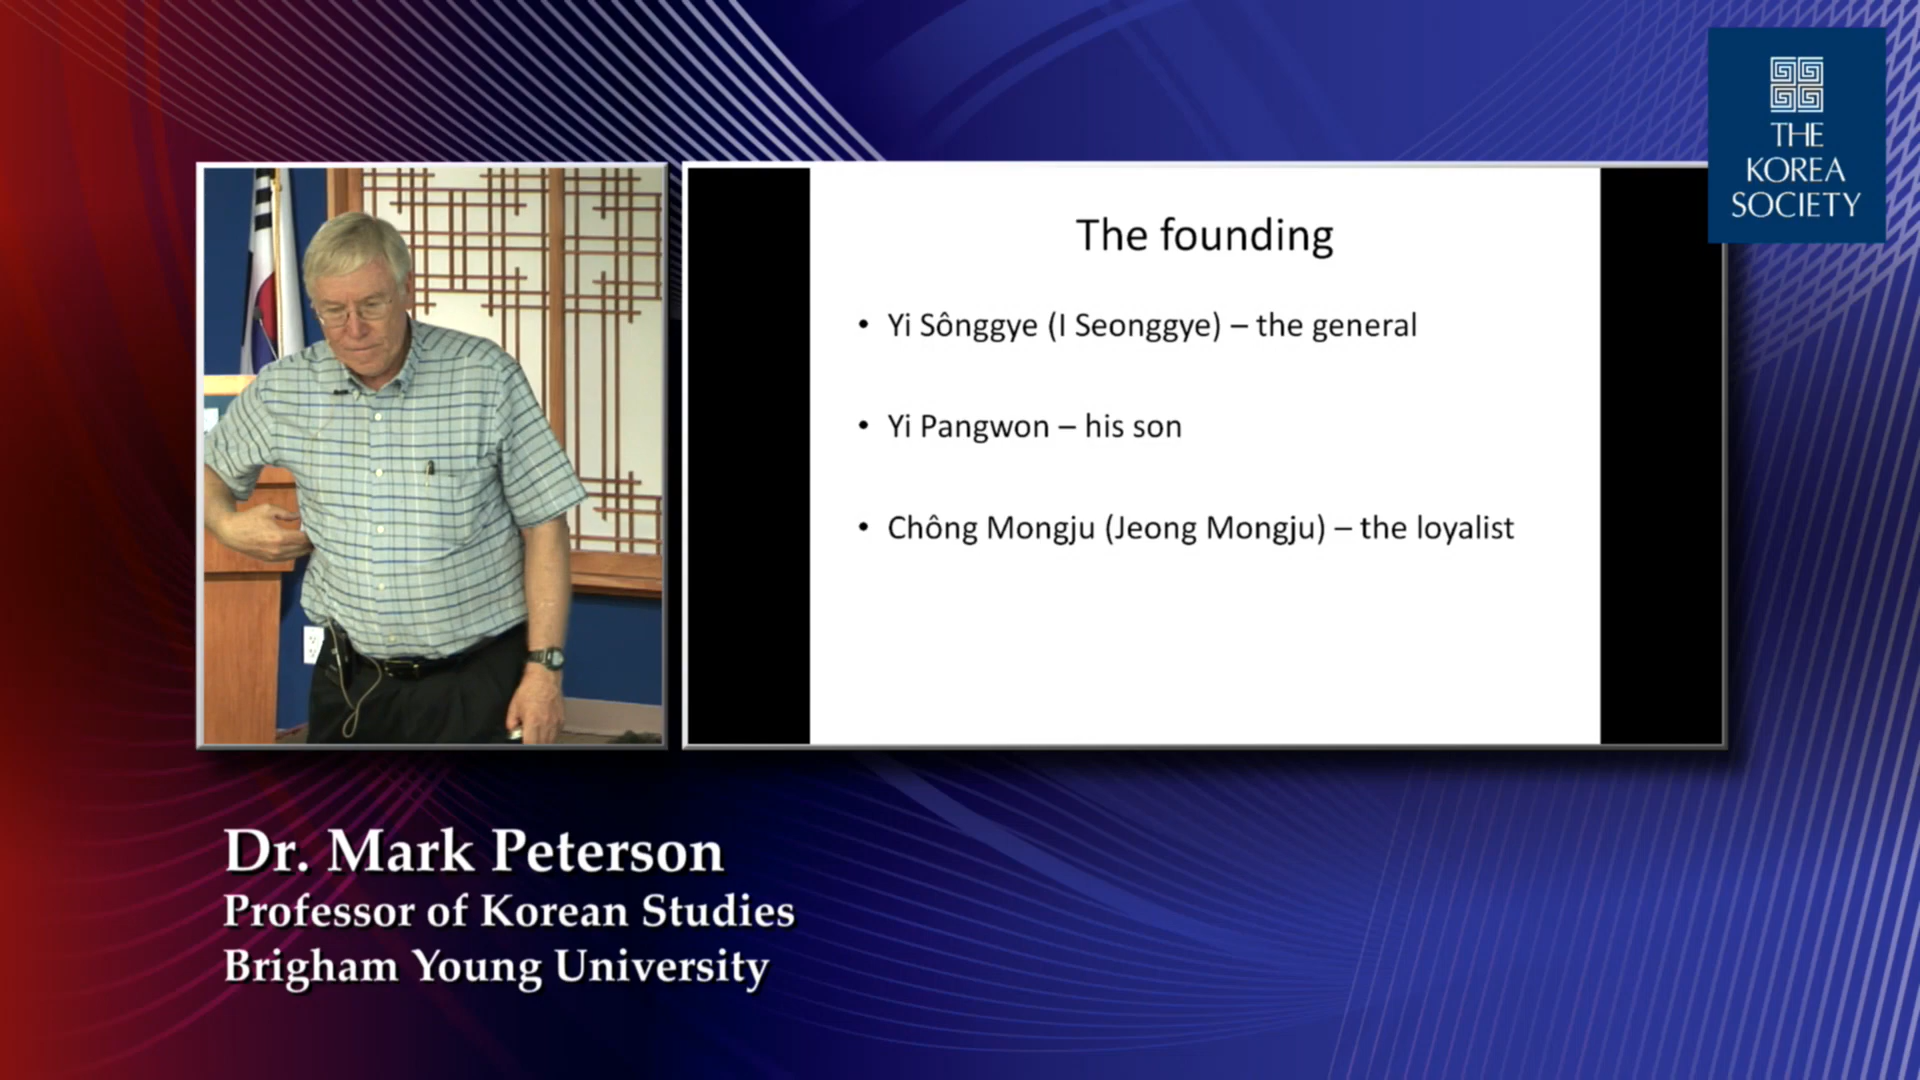 THE
KOREA
SOCIETY
The founding
• Yi Sônggye (I Seonggye) – the general
• Yi Pangwon – his son
• Chông Mongju (Jeong Mongju) – the loyalist
Dr. Mark Peterson
Professor of Korean Studies
Brigham Young University